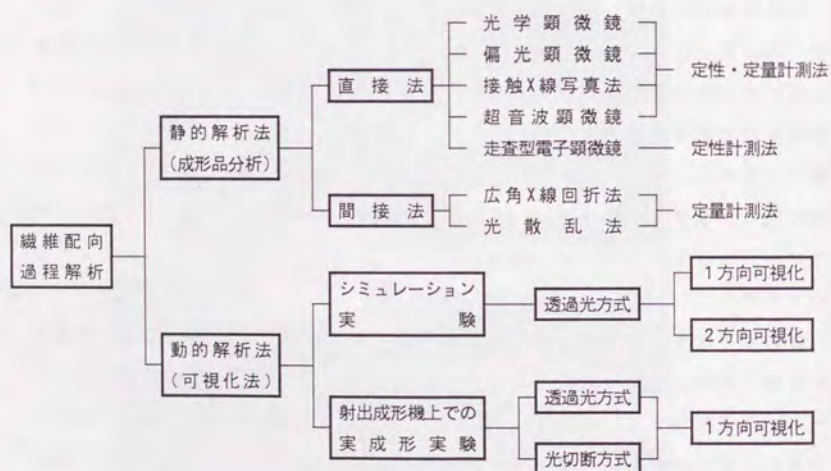 光学顕微鏡
偏光顕微鏡
接触X線写真法
超音波顕微鏡
定性・定量計測法
走査型電子顕微鏡
定性計測法
直接法
静的解析法
(成形品分析)
間接法
広角X線回折法
光散乱法
定量計測法
繊維配向
過程解析
シミュレーション
実験
透過光方式
1方向可視化
2方向可視化
動的解析法
(可視化法)
射出成形機上での
実成形実験
透過光方式
光切断方式
1方向可視化